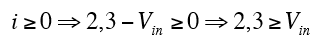 i ≥ 0 ⇒ 2,3 − V_in ≥ 0 ⇒ 2,3 ≥ V_in